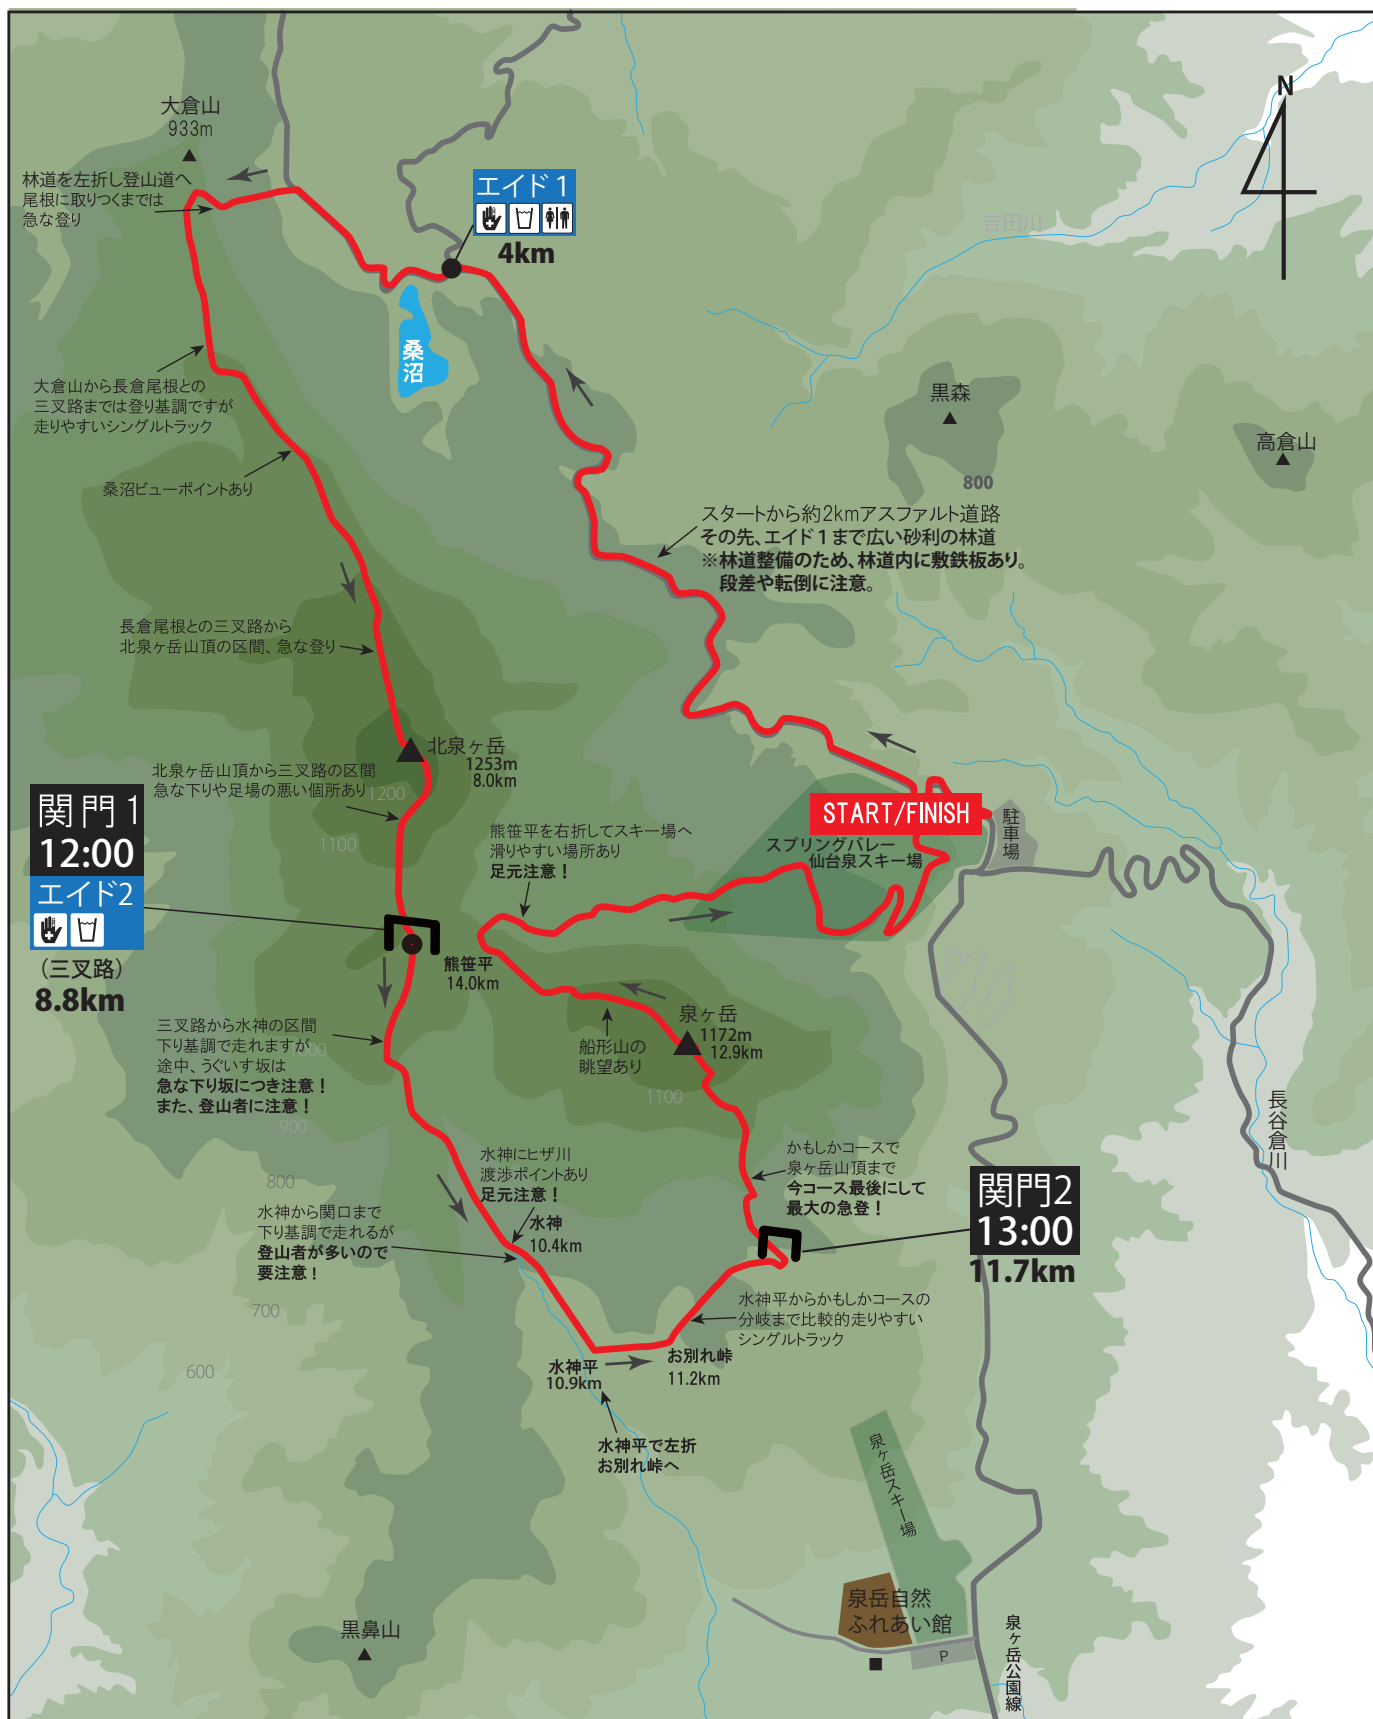 N
大倉山
933m
林道を左折し登山道へ
尾根に取りつくまでは
急な登り
エイド1
4km
吉田川
桑沼
黒森
高倉山
800
大倉山から長倉尾根との
三叉路までは登り基調ですが
走りやすいシングルトラック
桑沼ビューポイントあり
スタートから約2kmアスファルト道路
その先、エイド1まで広い砂利の林道
※林道整備のため、林道内に敷鉄板あり。
段差や転倒に注意。
長倉尾根との三叉路から
北泉ヶ岳山頂の区間、急な登り
北泉ヶ岳
1253m
8.0km
北泉ヶ岳山頂から三叉路の区間
急な下りや足場の悪い個所あり
1200
1100
関門1
12:00
エイド2
（三叉路）
8.8km
START/FINISH
スプリングバレー
仙台泉スキー場
駐車場
熊笹平を右折してスキー場へ
滑りやすい場所あり
足元注意！
熊笹平
14.0km
泉ヶ岳
1172m
12.9km
船形山の
眺望あり
1100
三叉路から水神の区間
下り基調で走れますが
途中、うぐいす坂は
急な下り坂につき注意！
また、登山者に注意！
1000
900
800
700
600
水神にヒザ川
渡渉ポイントあり
足元注意！
水神
10.4km
水神から関口まで
下り基調で走れるが
登山者が多いので
要注意！
かもしかコースで
泉ヶ岳山頂まで
今コース最後にして
最大の急登！
関門2
13:00
11.7km
長谷倉川
水神平からかもしかコースの
分岐まで比較的走りやすい
シングルトラック
お別れ峠
11.2km
水神平
10.9km
水神平で左折
お別れ峠へ
泉ヶ岳スキー場
泉岳自然
ふれあい館
P
泉ヶ岳公園線
黒鼻山